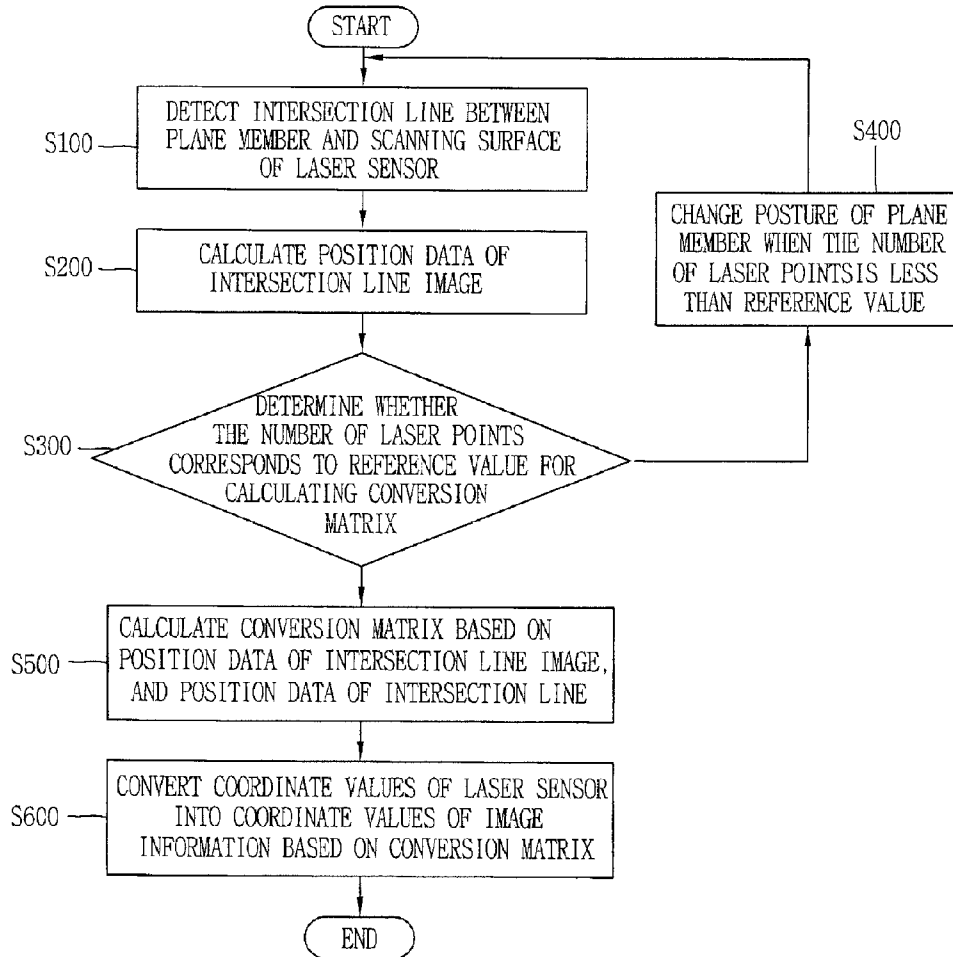 START
DETECT INTERSECTION LINE BETWEEN
PLANE MEMBER AND SCANNING SURFACE
OF LASER SENSOR
S100
S400
CHANGE POSTURE OF PLANE
MEMBER WHEN THE NUMBER
OF LASER POINTSIS LESS
THAN REFERENCE VALUE
CALCULATE POSITION DATA OF
INTERSECTION LINE IMAGE
S200
DETERMINE WHETHER
THE NUMBER OF LASER POINTS
CORRESPONDS TO REFERENCE VALUE FOR
CALCULATING CONVERSION
MATRIX
S300
CALCULATE CONVERSION MATRIX BASED ON
POSITION DATA OF INTERSECTION LINE IMAGE,
AND POSITION DATA OF INTERSECTION LINE
S500
CONVERT COORDINATE VALUES OF LASER SENSOR
INTO COORDINATE VALUES OF IMAGE
INFORMATION BASED ON CONVERSION MATRIX
S600
END